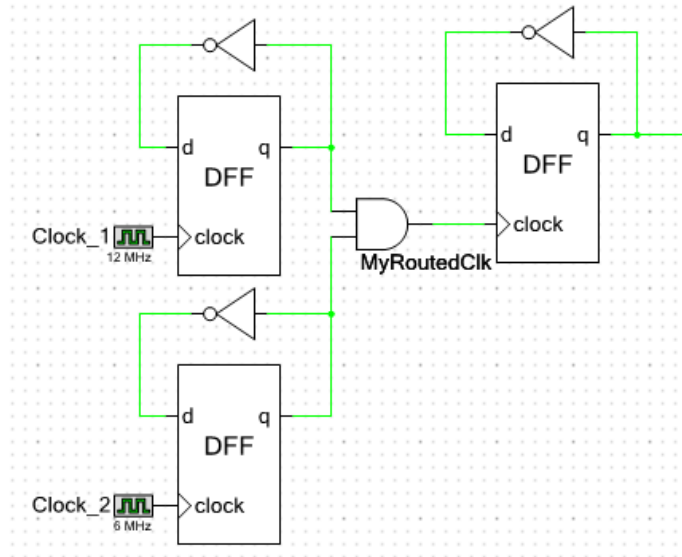 d q
DFF
Clock_1 clock
12 MHz
d q
DFF
clock
MyRoutedClk
d q
DFF
Clock_2 clock
6 MHz